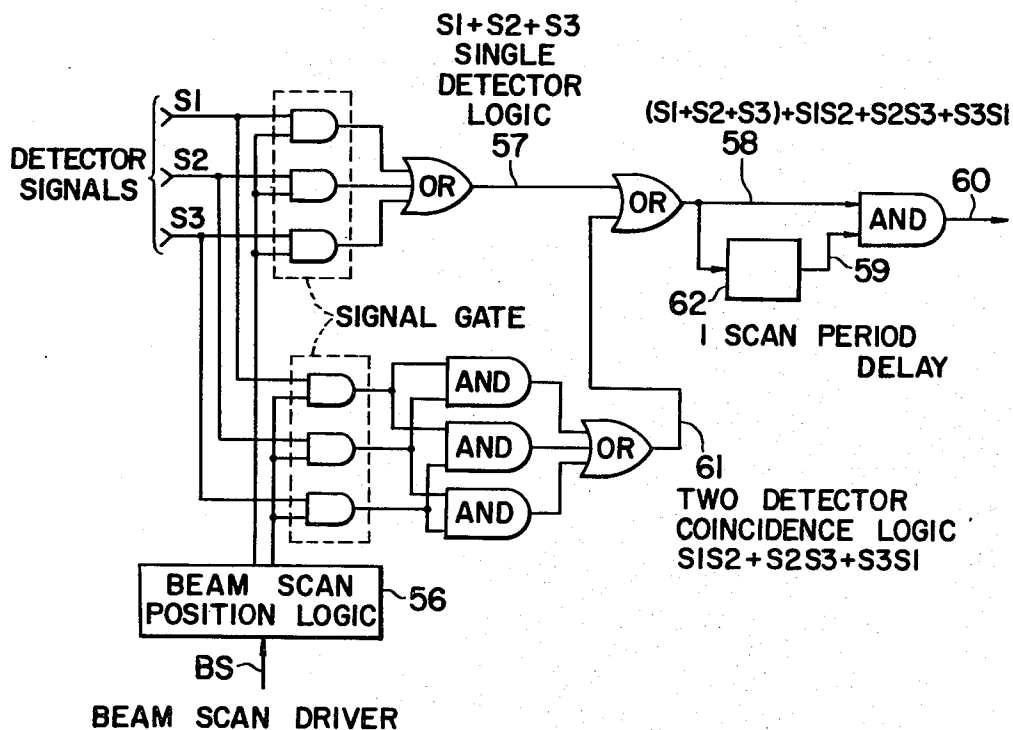 S1+S2+S3
SINGLE
DETECTOR
LOGIC
57
(S1+S2+S3)+S1S2+S2S3+S3S1
58
60
DETECTOR
SIGNALS
S1
S2
S3
OR
OR
AND
59
62
1 SCAN PERIOD
DELAY
SIGNAL GATE
AND
AND
AND
OR
61
TWO DETECTOR
COINCIDENCE LOGIC
S1S2+S2S3+S3S1
BEAM SCAN
POSITION LOGIC
56
BS
BEAM SCAN DRIVER